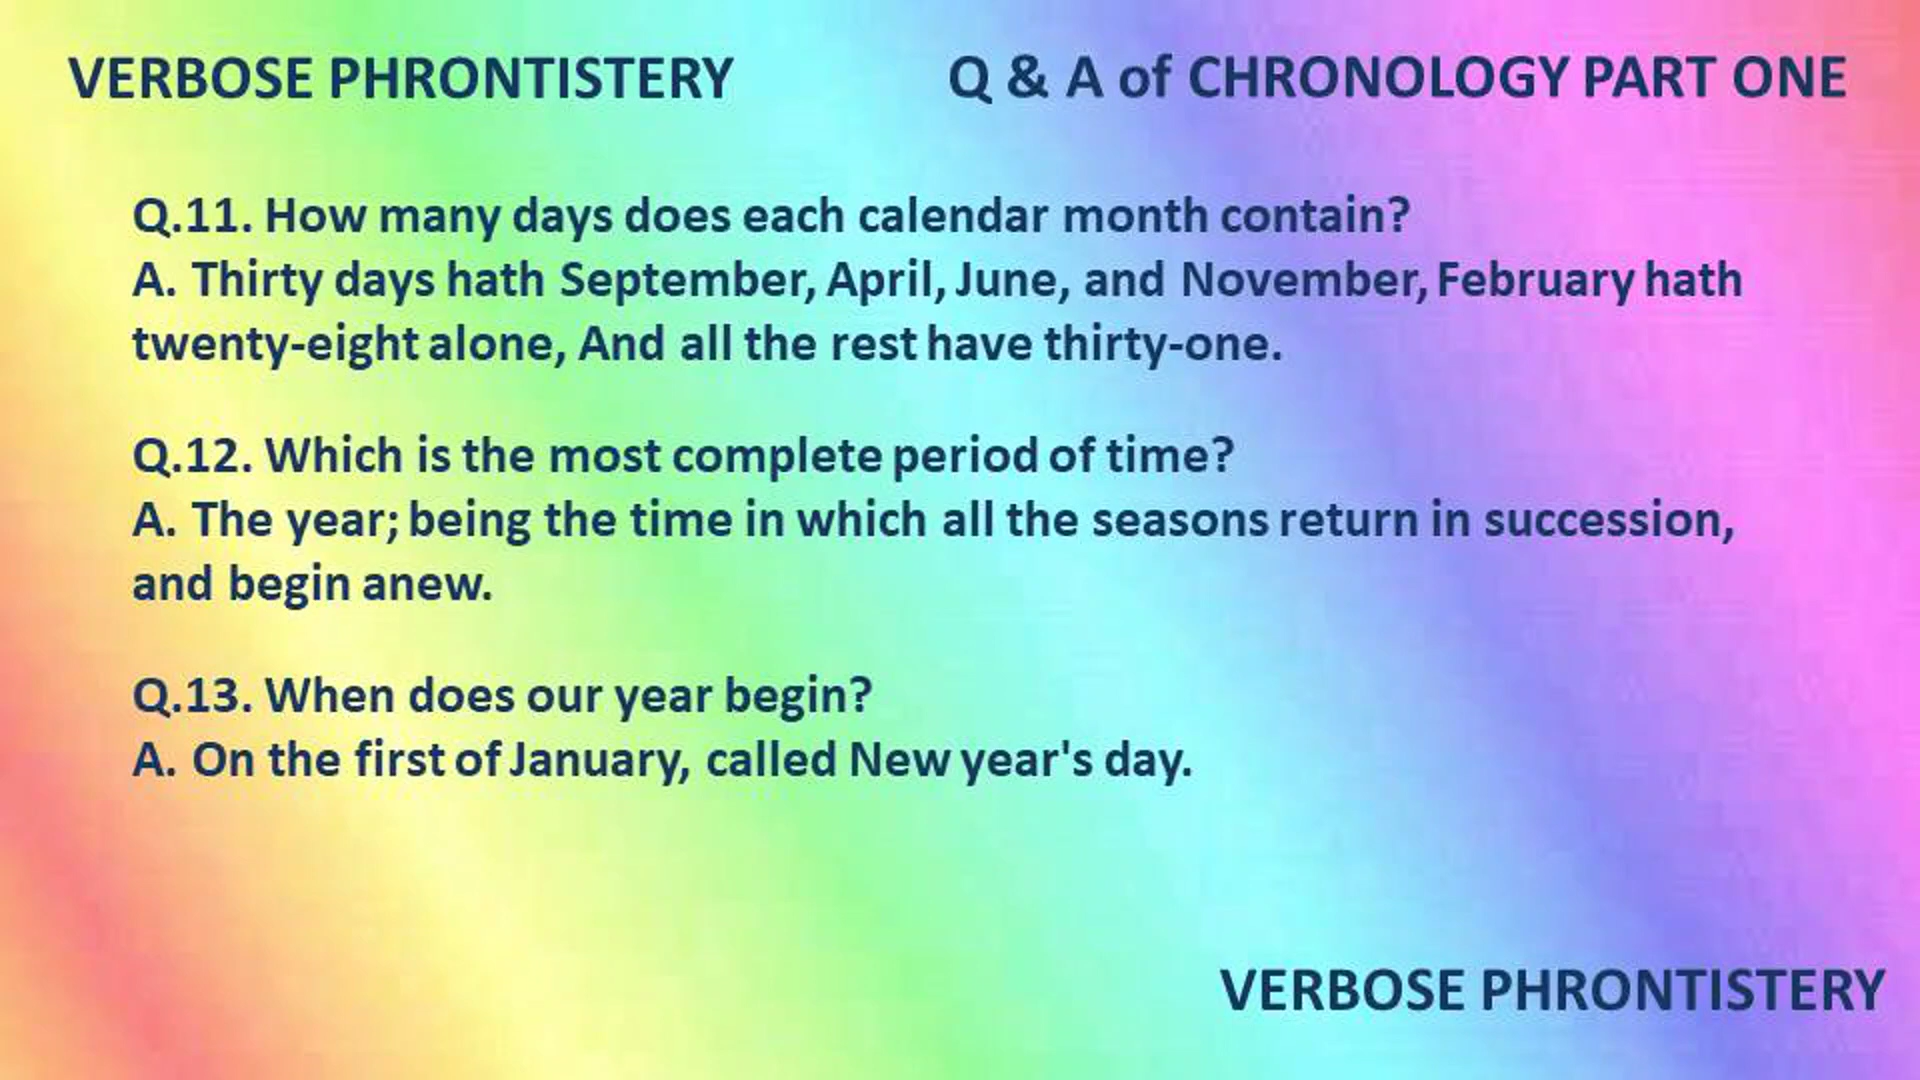 VERBOSE PHRONTISTERY
Q & A of CHRONOLOGY PART ONE
Q.11. How many days does each calendar month contain?
A. Thirty days hath September, April, June, and November, February hath
twenty-eight alone, And all the rest have thirty-one.
Q.12. Which is the most complete period of time?
A. The year; being the time in which all the seasons return in succession,
and begin anew.
Q.13. When does our year begin?
A. On the first of January, called New year's day.
VERBOSE PHRONTISTERY